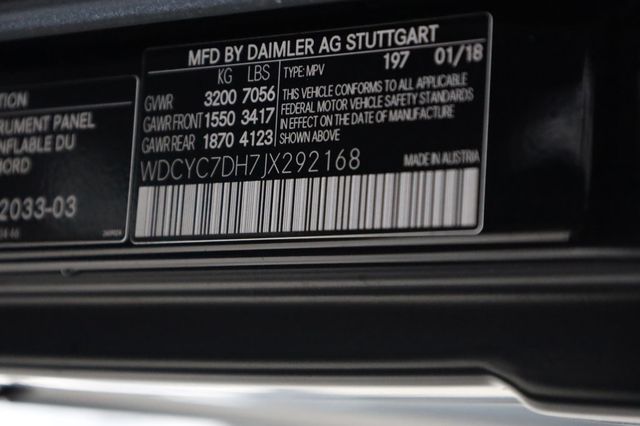 TION
RUMENT PANEL
NFLABLE DU
BORD
2033-03
MFD BY DAIMLER AG STUTTGART 197 01/18
KG LBS
GVWR 3200 7056
GAWR FRONT 1550 3417
GAWR REAR 1870 4123
TYPE: MPV
THIS VEHICLE CONFORMS TO ALL APPLICABLE
FEDERAL MOTOR VEHICLE SAFETY STANDARDS
IN EFFECT ON THE DATE OF MANUFACTURE
SHOWN ABOVE
WDCYC7DH7JX292168 MADE IN AUSTRIA